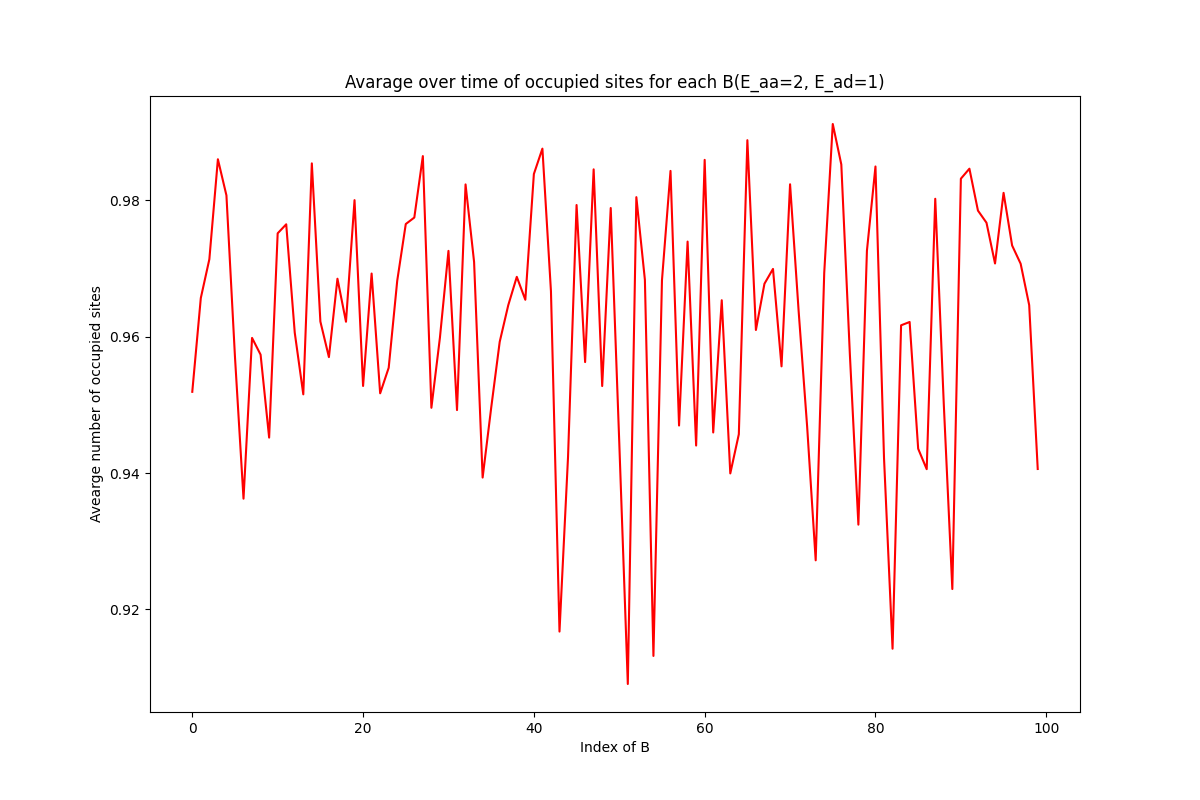 Avarage over time of occupied sites for each B(E_aa=2, E_ad=1)
Avearge number of occupied sites
0.98
0.96
0.94
0.92
0 20 40 60 80 100
Index of B